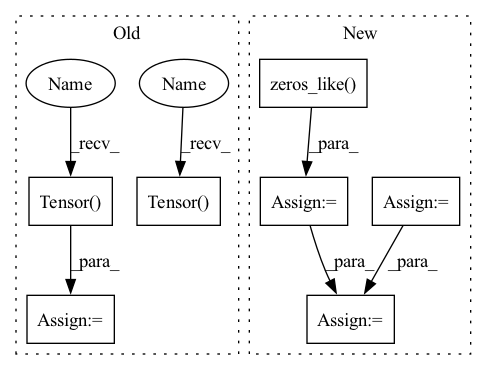 Old
New
Name
Name
zeros_like()
_recv_
_recv_
_para_
Tensor()
Tensor()
Assign:=
Assign:=
_para_
_para_
_para_
Assign:=
Assign:=